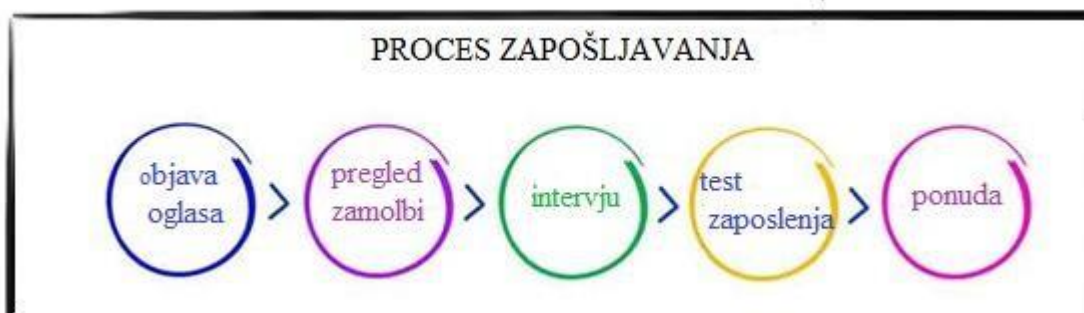 PROCES ZAPOŠLJAVANJA
objava
oglasa
pregled
zamolbi
intervju
test
zaposlenja
ponuda